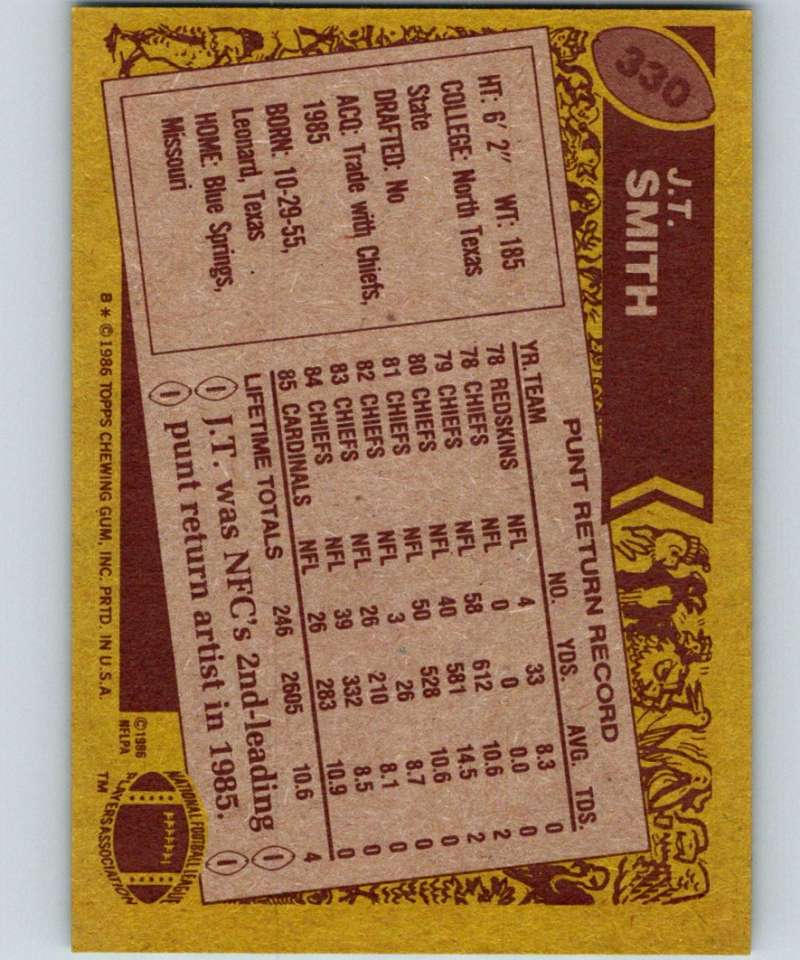 330
J.T.
SMITH
HT: 6' 2" WT: 185
COLLEGE: North Texas
State
DRAFTED: No
ACQ: Trade with Chiefs,
1985
BORN: 10-29-55,
Leonard, Texas
HOME: Blue Springs,
Missouri
PUNT RETURN RECORD
YR. TEAM NO. YDS. AVG. TDS.
78 REDSKINS NFL 4 33 8.3 0
78 CHIEFS NFL 0 0 0.0 0
79 CHIEFS NFL 58 612 10.6 2
80 CHIEFS NFL 40 581 14.5 2
81 CHIEFS NFL 50 528 10.6 0
82 CHIEFS NFL 3 26 8.7 0
83 CHIEFS NFL 26 210 8.1 0
84 CHIEFS NFL 39 332 8.5 0
85 CARDINALS NFL 26 283 10.9 0
LIFETIME TOTALS 246 2605 10.6 4
J.T. was NFC's 2nd-leading
punt return artist in 1985.
B * © 1986 TOPPS CHEWING GUM, INC. PRTD. IN U.S.A.
© 1986
NFLPA
NATIONAL FOOTBALL LEAGUE
PLAYERS ASSOCIATION
TM